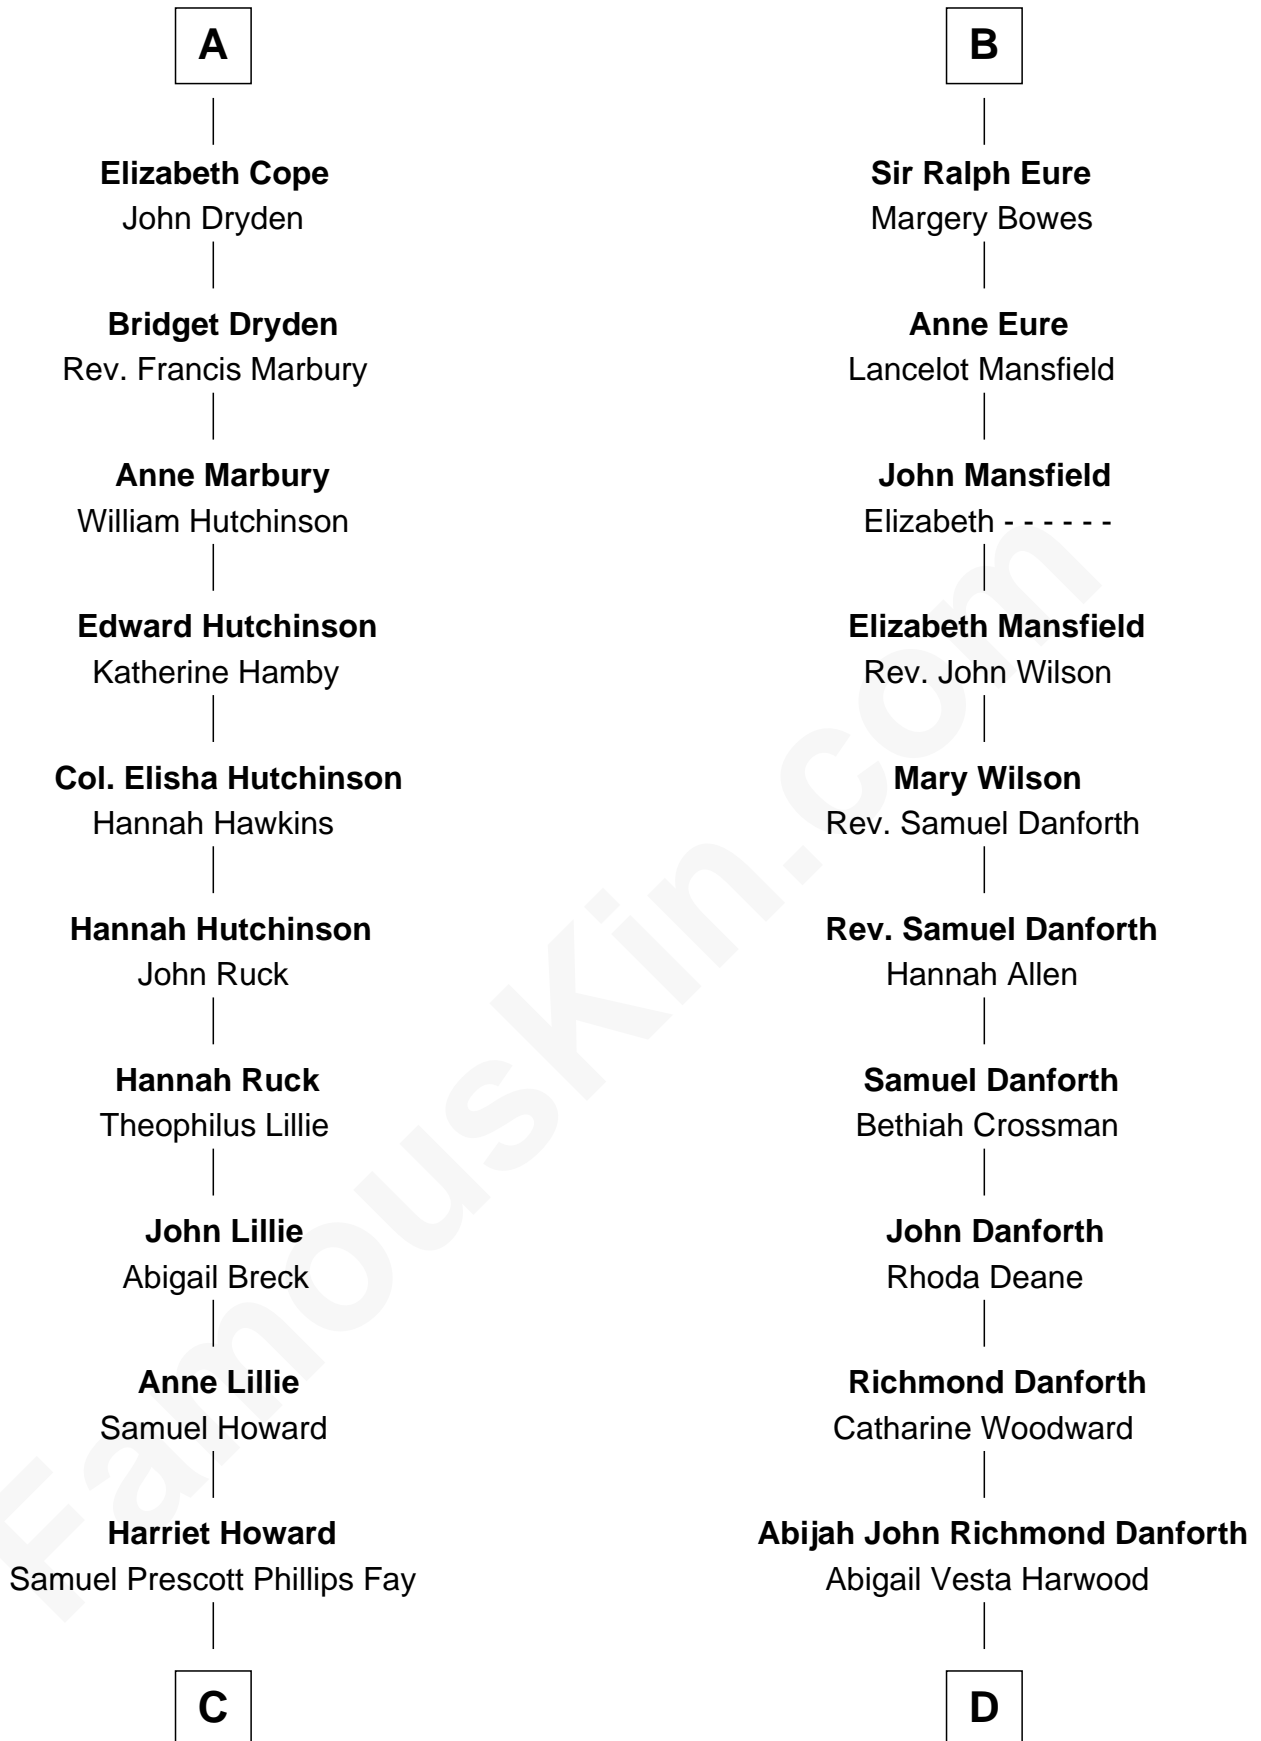 A
Elizabeth Cope
John Dryden
Bridget Dryden
Rev. Francis Marbury
Anne Marbury
William Hutchinson
Edward Hutchinson
Katherine Hamby
Col. Elisha Hutchinson
Hannah Hawkins
Hannah Hutchinson
John Ruck
Hannah Ruck
Theophilus Lillie
John Lillie
Abigail Breck
Anne Lillie
Samuel Howard
Harriet Howard
Samuel Prescott Phillips Fay
C
B
Sir Ralph Eure
Margery Bowes
Anne Eure
Lancelot Mansfield
John Mansfield
Elizabeth - - - - - -
Elizabeth Mansfield
Rev. John Wilson
Mary Wilson
Rev. Samuel Danforth
Rev. Samuel Danforth
Hannah Allen
Samuel Danforth
Bethiah Crossman
John Danforth
Rhoda Deane
Richmond Danforth
Catharine Woodward
Abijah John Richmond Danforth
Abigail Vesta Harwood
D
FamousKin.com